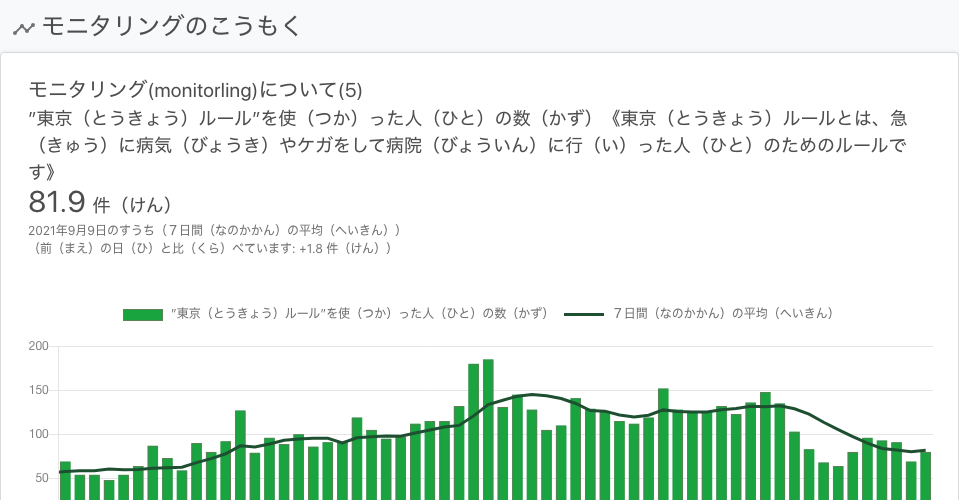 モニタリングのこうもく
モニタリング(monitorling)について(5)
”東京（とうきょう）ルール”を使（つか）った人（ひと）の数（かず）《東京（とうきょう）ルールとは、急
（きゅう）に病気（びょうき）やケガをして病院（びょういん）に行（い）った人（ひと）のためのルールで
す》
81.9 件（けん）
2021年9月9日のすうち（７日間（なのかかん）の平均（へいきん））
（前（まえ）の日（ひ）と比（くら）べています: +1.8 件（けん））
”東京（とうきょう）ルール”を使（つか）った人（ひと）の数（かず） ７日間（なのかかん）の平均（へいきん）
200
150
100
50